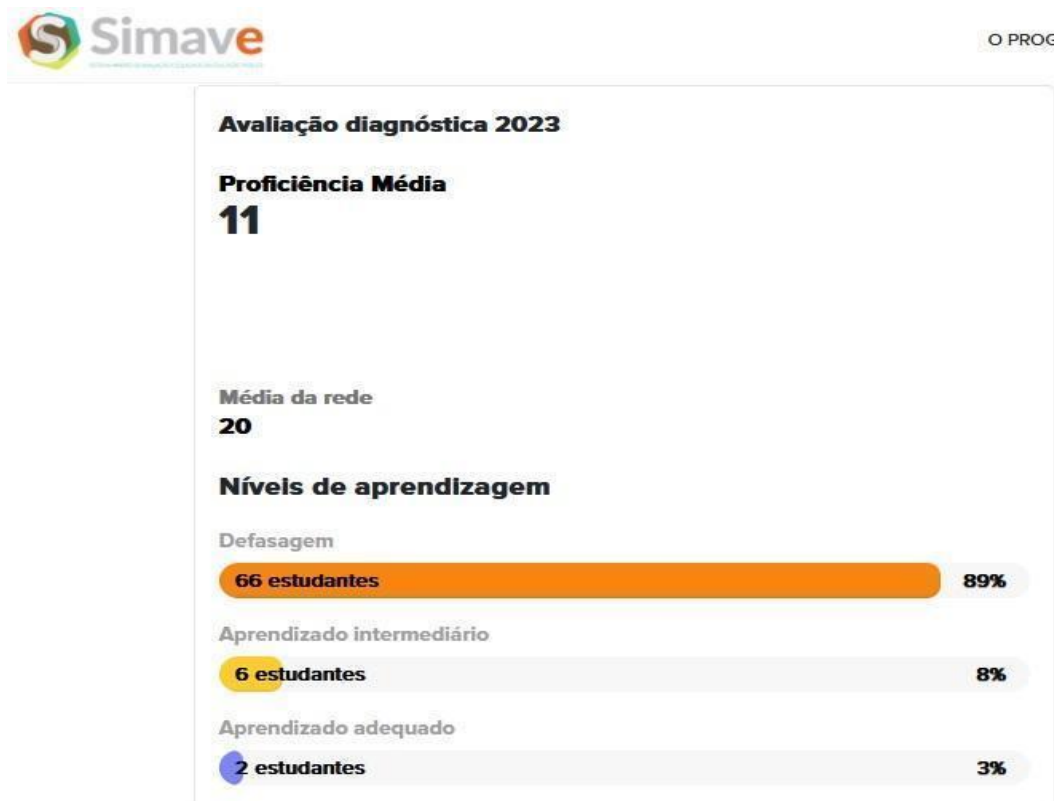 Simave
O PROG
Avaliação diagnóstica 2023
Proficiência Média
11
Média da rede
20
Níveis de aprendizagem
Defasagem
66 estudantes 89%
Aprendizado intermediário
6 estudantes 8%
Aprendizado adequado
2 estudantes 3%